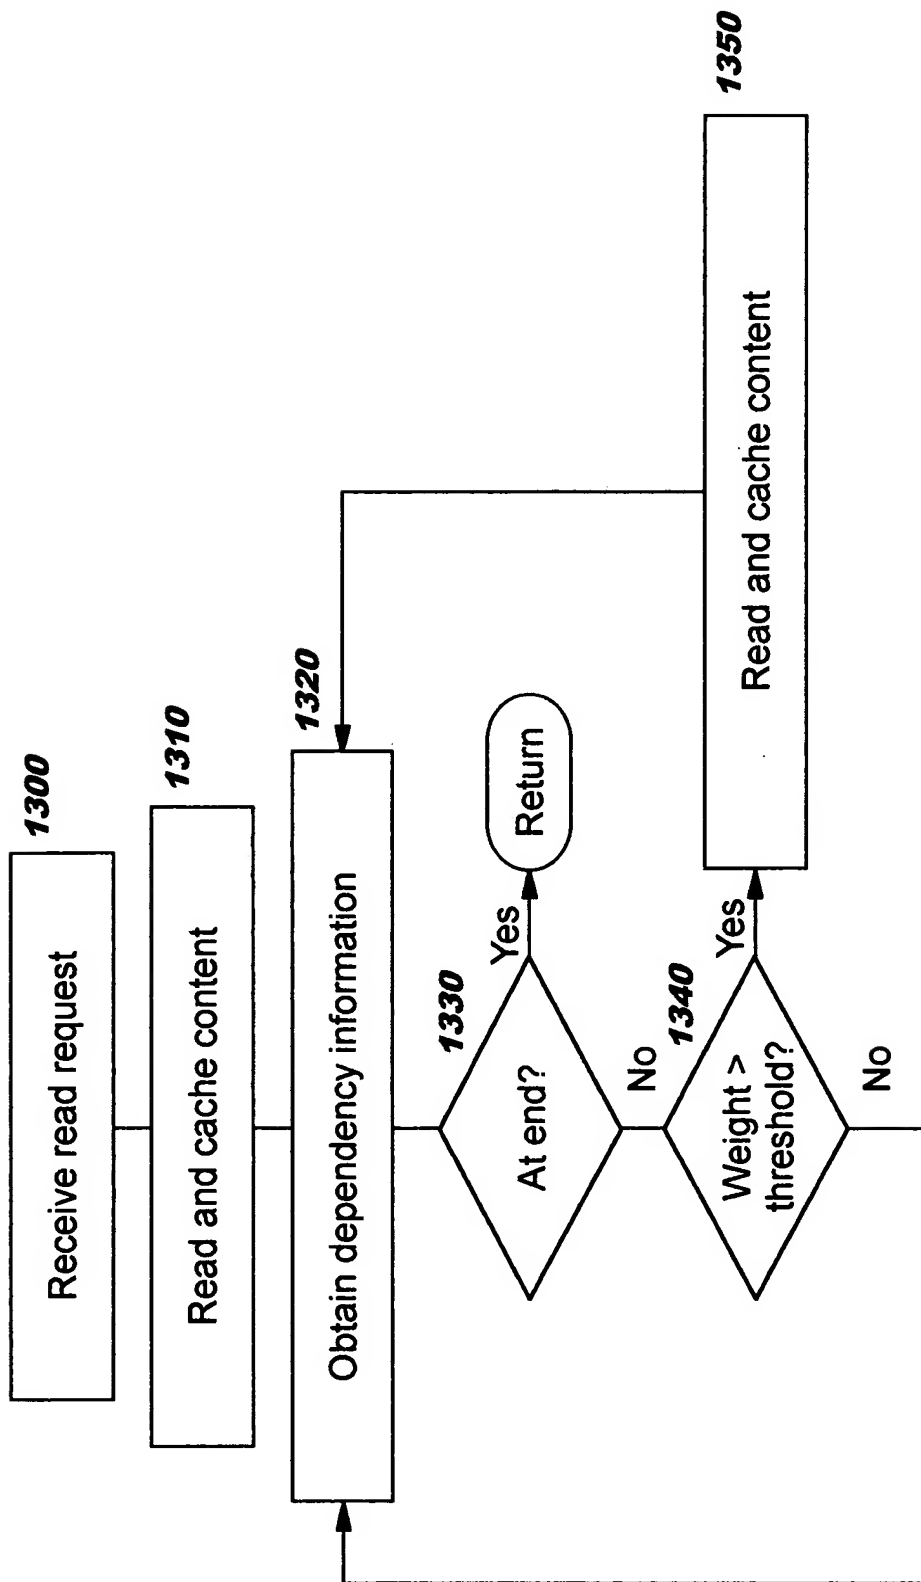 Receive read request
1300
Read and cache content
1310
Obtain dependency information
1320
At end?
1330
Yes
Return
No
Weight >
threshold?
1340
Yes
Read and cache content
1350
No